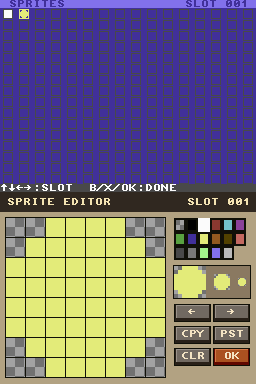 SPRITES SLOT 001
↑↓←→:SLOT B/X/OK:DONE
SPRITE EDITOR SLOT 001
← →
CPY PST
CLR OK